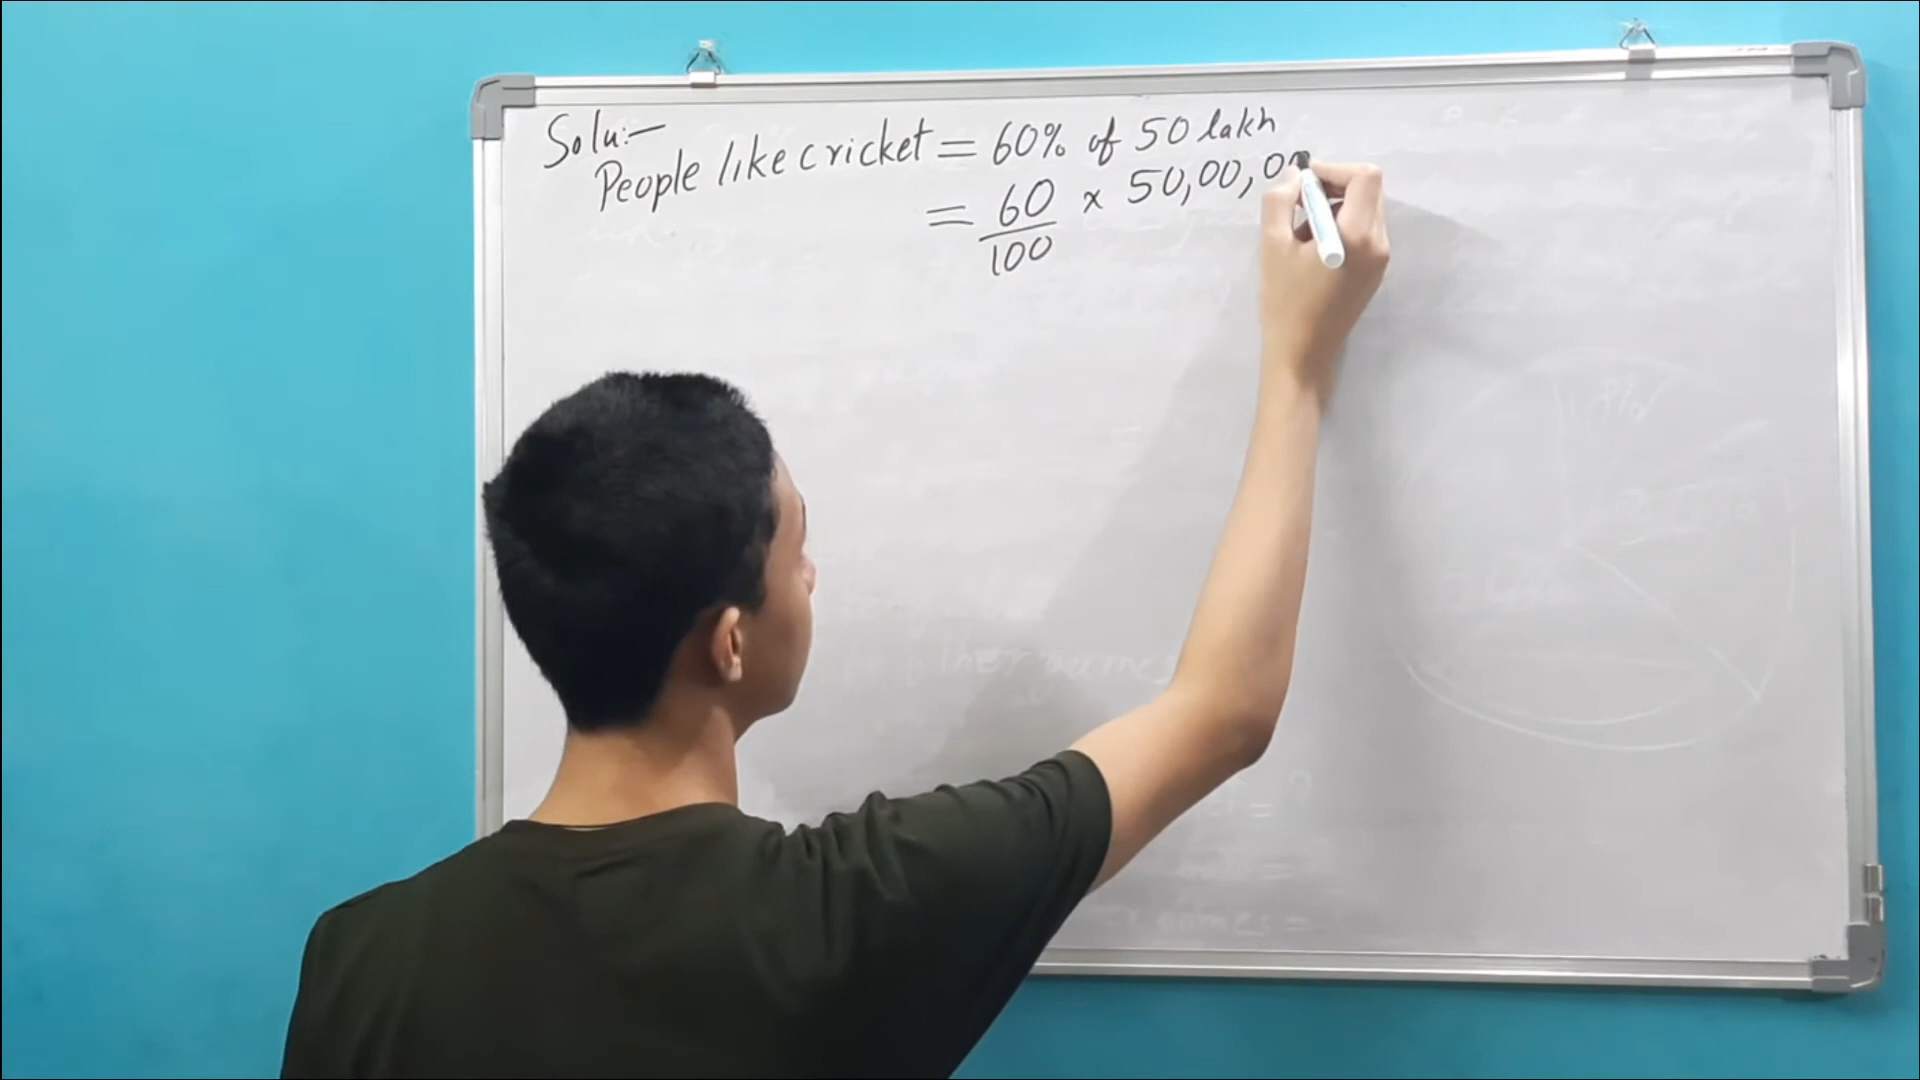 Solu:-
People like cricket = 60% of 50 lakh
= 60/100 × 50,00,00